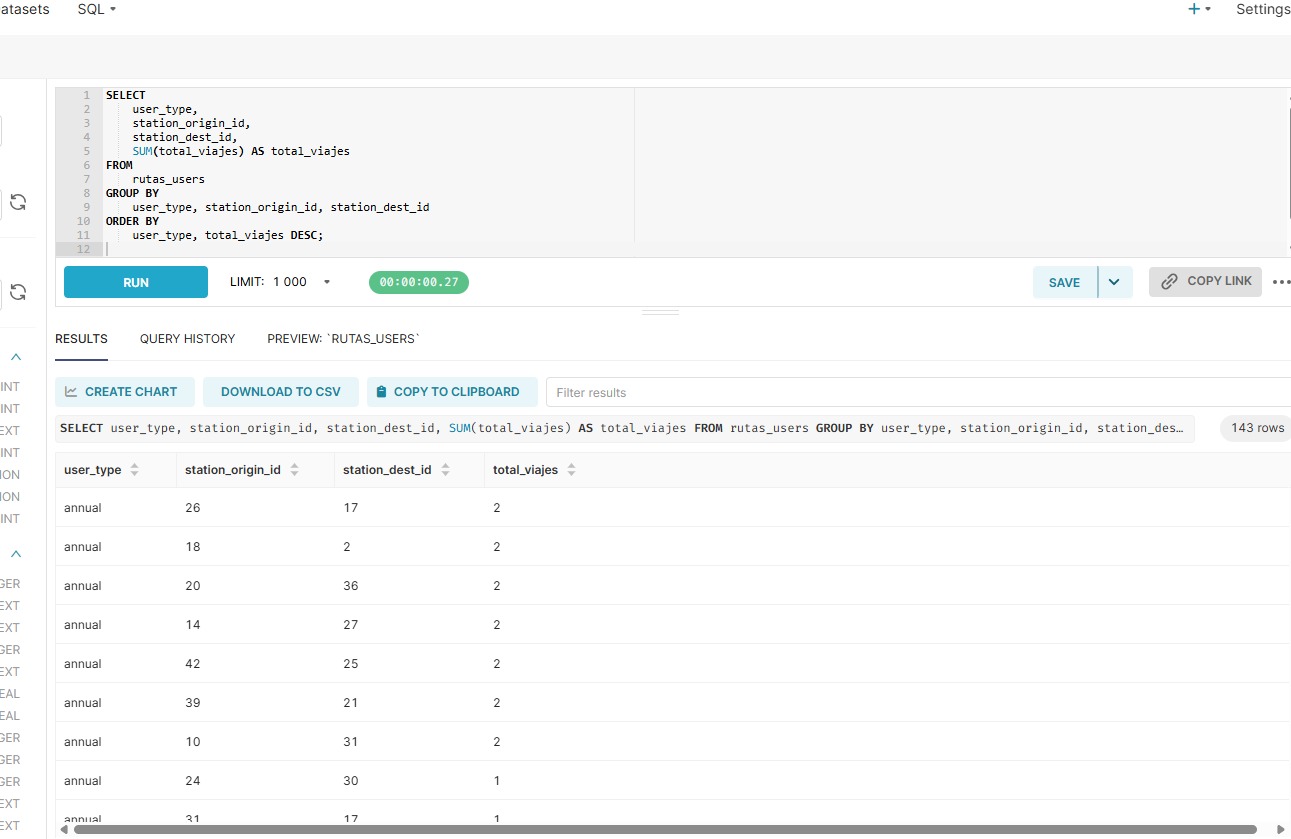 atasets SQL + Settings
1 SELECT
2 user_type,
3 station_origin_id,
4 station_dest_id,
5 SUM(total_viajes) AS total_viajes
6 FROM
7 rutas_users
8 GROUP BY
9 user_type, station_origin_id, station_dest_id
10 ORDER BY
11 user_type, total_viajes DESC;
12
RUN LIMIT: 1 000 00:00:00.27 SAVE COPY LINK
RESULTS QUERY HISTORY PREVIEW: `RUTAS_USERS`
CREATE CHART DOWNLOAD TO CSV COPY TO CLIPBOARD Filter results
SELECT user_type, station_origin_id, station_dest_id, SUM(total_viajes) AS total_viajes FROM rutas_users GROUP BY user_type, station_origin_id, station_des… 143 rows
user_type station_origin_id station_dest_id total_viajes
annual 26 17 2
annual 18 2 2
annual 20 36 2
annual 14 27 2
annual 42 25 2
annual 39 21 2
annual 10 31 2
annual 24 30 1
annual 31 17 1
INT
INT
EXT
INT
ION
ION
INT
GER
EXT
EXT
GER
EXT
EAL
EAL
GER
GER
GER
EXT
EXT